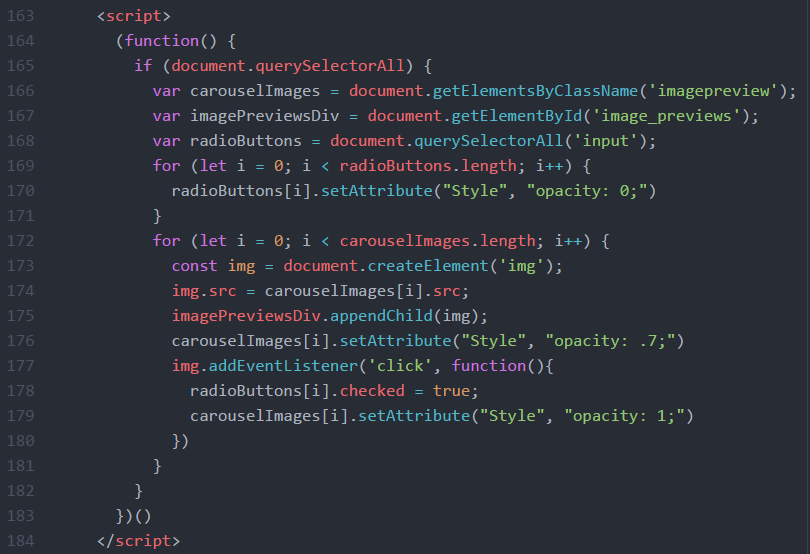 163 <script>
164 (function() {
165 if (document.querySelectorAll) {
166 var carouselImages = document.getElementsByClassName('imagepreview');
167 var imagePreviewsDiv = document.getElementById('image_previews');
168 var radioButtons = document.querySelectorAll('input');
169 for (let i = 0; i < radioButtons.length; i++) {
170 radioButtons[i].setAttribute("Style", "opacity: 0;")
171 }
172 for (let i = 0; i < carouselImages.length; i++) {
173 const img = document.createElement('img');
174 img.src = carouselImages[i].src;
175 imagePreviewsDiv.appendChild(img);
176 carouselImages[i].setAttribute("Style", "opacity: .7;")
177 img.addEventListener('click', function(){
178 radioButtons[i].checked = true;
179 carouselImages[i].setAttribute("Style", "opacity: 1;")
180 })
181 }
182 }
183 })()
184 </script>